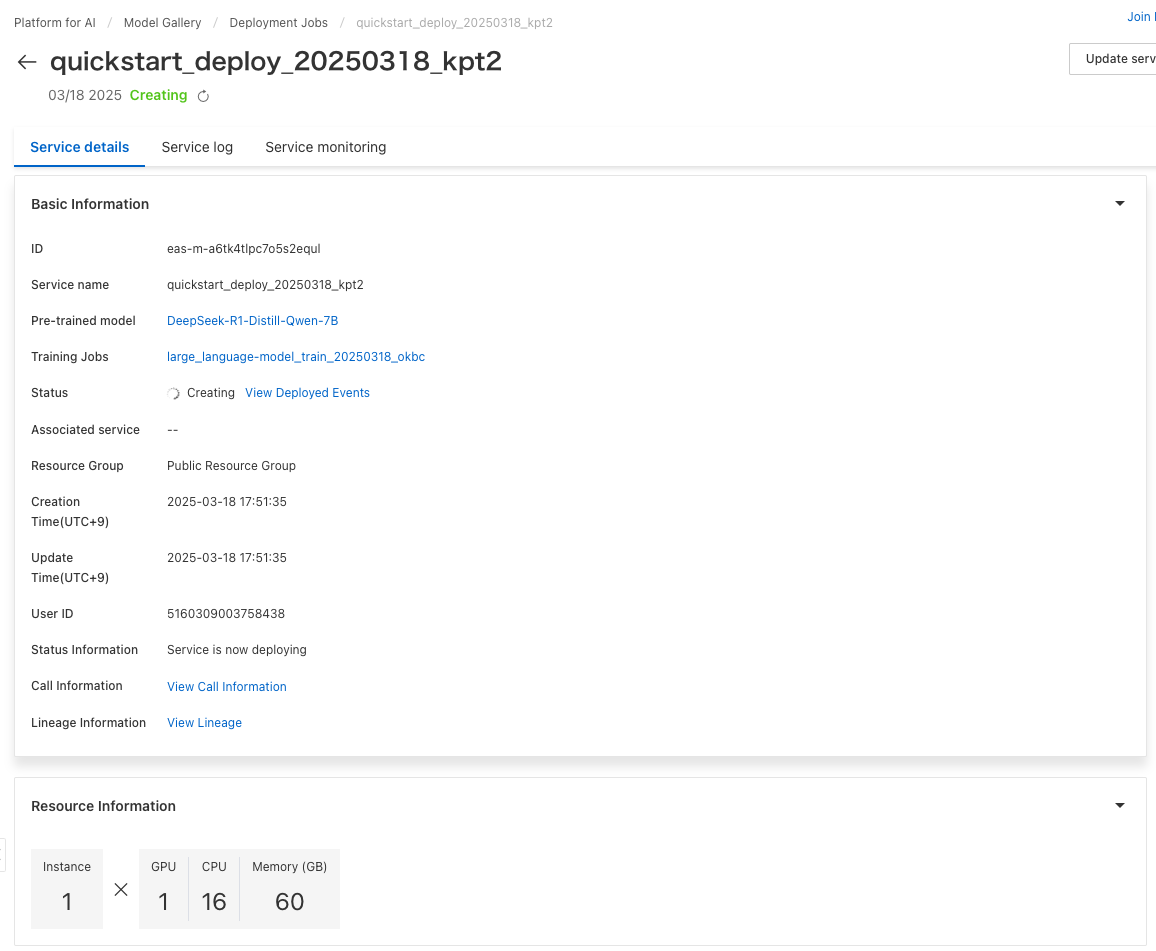 Platform for AI / Model Gallery / Deployment Jobs / quickstart_deploy_20250318_kpt2
Join
quickstart_deploy_20250318_kpt2
Update serv
03/18 2025 Creating
Service details Service log Service monitoring
Basic Information
ID eas-m-a6tk4tlpc7o5s2equl
Service name quickstart_deploy_20250318_kpt2
Pre-trained model DeepSeek-R1-Distill-Qwen-7B
Training Jobs large_language-model_train_20250318_okbc
Status Creating View Deployed Events
Associated service --
Resource Group Public Resource Group
Creation 2025-03-18 17:51:35
Time(UTC+9)
Update 2025-03-18 17:51:35
Time(UTC+9)
User ID 5160309003758438
Status Information Service is now deploying
Call Information View Call Information
Lineage Information View Lineage
Resource Information
Instance GPU CPU Memory (GB)
1 1 16 60